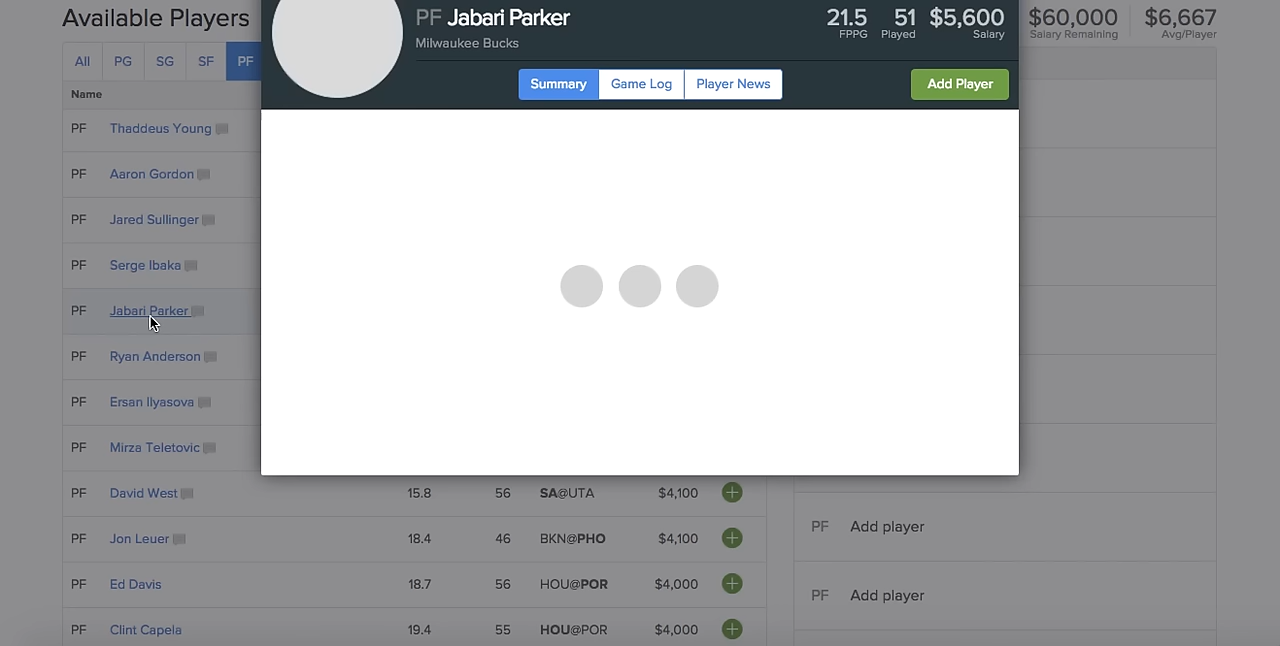 Available Players
All PG SG SF PF
Name
PF Thaddeus Young
PF Aaron Gordon
PF Jared Sullinger
PF Serge Ibaka
PF Jabari Parker
PF Ryan Anderson
PF Ersan Ilyasova
PF Mirza Teletovic
PF David West 15.8 56 SA@UTA $4,100
PF Jon Leuer 18.4 46 BKN@PHO $4,100
PF Ed Davis 18.7 56 HOU@POR $4,000
PF Clint Capela 19.4 55 HOU@POR $4,000
PF Jabari Parker
Milwaukee Bucks
21.5 51 $5,600
FPPG Played Salary
Summary Game Log Player News
Add Player
$60,000 $6,667
Salary Remaining Avg/Player
PF Add player
PF Add player